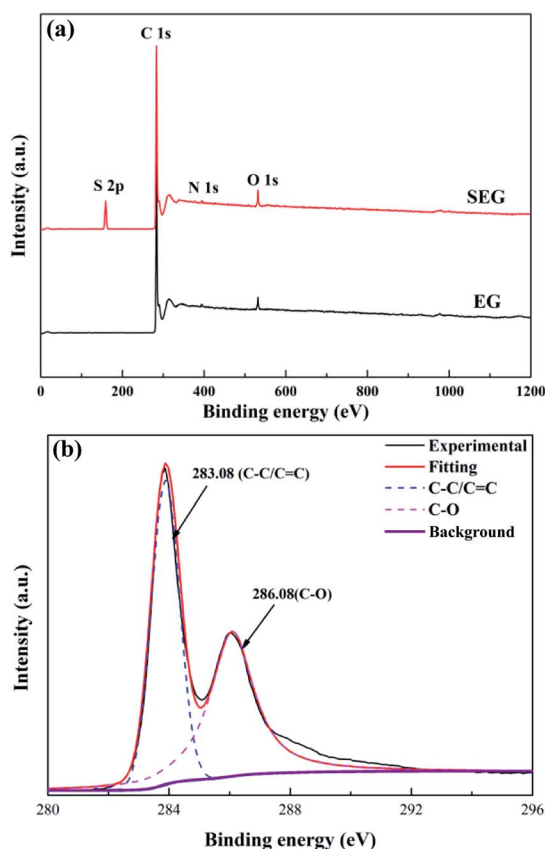 (a)
C 1s
S 2p
N 1s
O 1s
SEG
EG
Intensity (a.u.)
0 200 400 600 800 1000 1200
Binding energy (eV)
(b)
Experimental
Fitting
C-C/C=C
C-O
Background
283.08 (C-C/C=C)
286.08(C-O)
Intensity (a.u.)
280 284 288 292 296
Binding energy (eV)